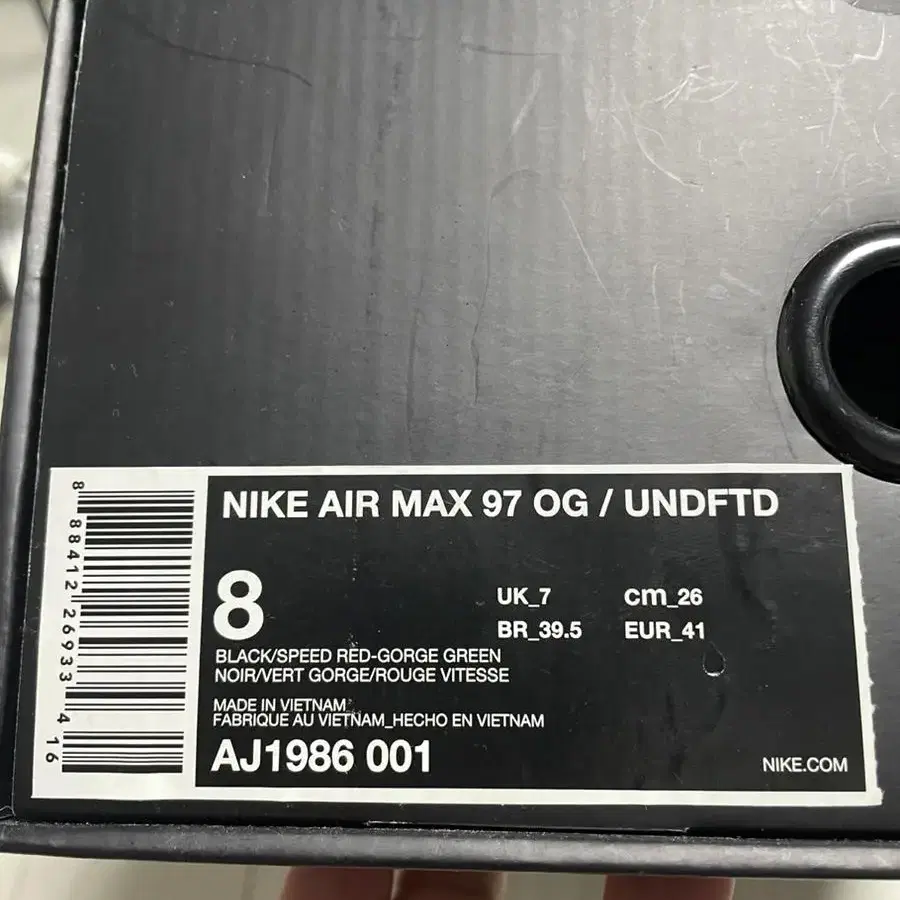 NIKE AIR MAX 97 OG / UNDFTD
8
UK_7 cm_26
BR_39.5 EUR_41
BLACK/SPEED RED-GORGE GREEN
NOIR/VERT GORGE/ROUGE VITESSE
MADE IN VIETNAM
FABRIQUE AU VIETNAM_HECHO EN VIETNAM
AJ1986 001
NIKE.COM
8 88412 26933 4 16